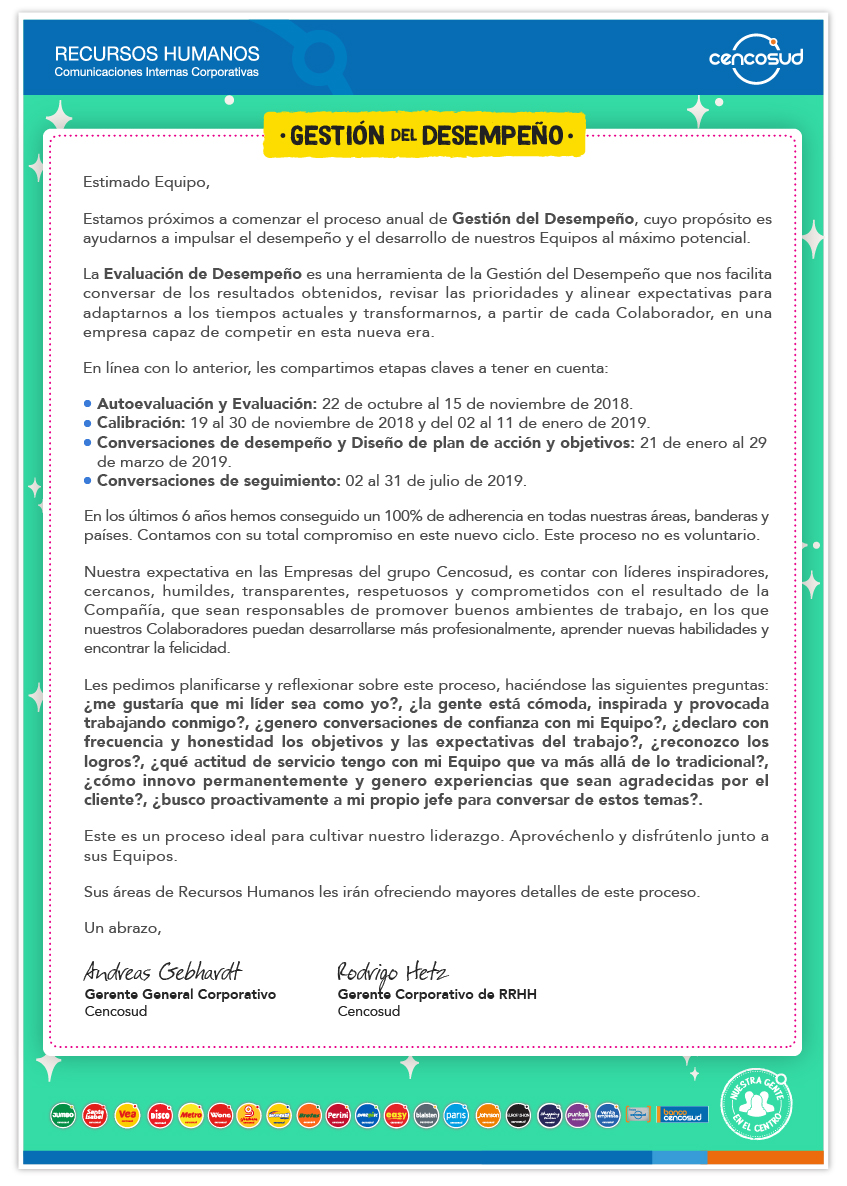 RECURSOS HUMANOS
Comunicaciones Internas Corporativas
cencosud
· GESTIÓN DEL DESEMPEÑO ·
Estimado Equipo,
Estamos próximos a comenzar el proceso anual de Gestión del Desempeño, cuyo propósito es
ayudarnos a impulsar el desempeño y el desarrollo de nuestros Equipos al máximo potencial.
La Evaluación de Desempeño es una herramienta de la Gestión del Desempeño que nos facilita
conversar de los resultados obtenidos, revisar las prioridades y alinear expectativas para
adaptarnos a los tiempos actuales y transformarnos, a partir de cada Colaborador, en una
empresa capaz de competir en esta nueva era.
En línea con lo anterior, les compartimos etapas claves a tener en cuenta:
• Autoevaluación y Evaluación: 22 de octubre al 15 de noviembre de 2018.
• Calibración: 19 al 30 de noviembre de 2018 y del 02 al 11 de enero de 2019.
• Conversaciones de desempeño y Diseño de plan de acción y objetivos: 21 de enero al 29
de marzo de 2019.
• Conversaciones de seguimiento: 02 al 31 de julio de 2019.
En los últimos 6 años hemos conseguido un 100% de adherencia en todas nuestras áreas, banderas y
países. Contamos con su total compromiso en este nuevo ciclo. Este proceso no es voluntario.
Nuestra expectativa en las Empresas del grupo Cencosud, es contar con líderes inspiradores,
cercanos, humildes, transparentes, respetuosos y comprometidos con el resultado de la
Compañía, que sean responsables de promover buenos ambientes de trabajo, en los que
nuestros Colaboradores puedan desarrollarse más profesionalmente, aprender nuevas habilidades y
encontrar la felicidad.
Les pedimos planificarse y reflexionar sobre este proceso, haciéndose las siguientes preguntas:
¿me gustaría que mi líder sea como yo?, ¿la gente está cómoda, inspirada y provocada
trabajando conmigo?, ¿genero conversaciones de confianza con mi Equipo?, ¿declaro con
frecuencia y honestidad los objetivos y las expectativas del trabajo?, ¿reconozco los
logros?, ¿qué actitud de servicio tengo con mi Equipo que va más allá de lo tradicional?,
¿cómo innovo permanentemente y genero experiencias que sean agradecidas por el
cliente?, ¿busco proactivamente a mi propio jefe para conversar de estos temas?.
Este es un proceso ideal para cultivar nuestro liderazgo. Aprovéchenlo y disfrútenlo junto a
sus Equipos.
Sus áreas de Recursos Humanos les irán ofreciendo mayores detalles de este proceso.
Un abrazo,
Andreas Gebhardt Rodrigo Hetz
Gerente General Corporativo Gerente Corporativo de RRHH
Cencosud Cencosud
JUMBO Santa Isabel Vea DISCO Metro Wong Perini easy blaisten paris Johnson puntos banco cencosud
NUESTRA GENTE EN EL CENTRO